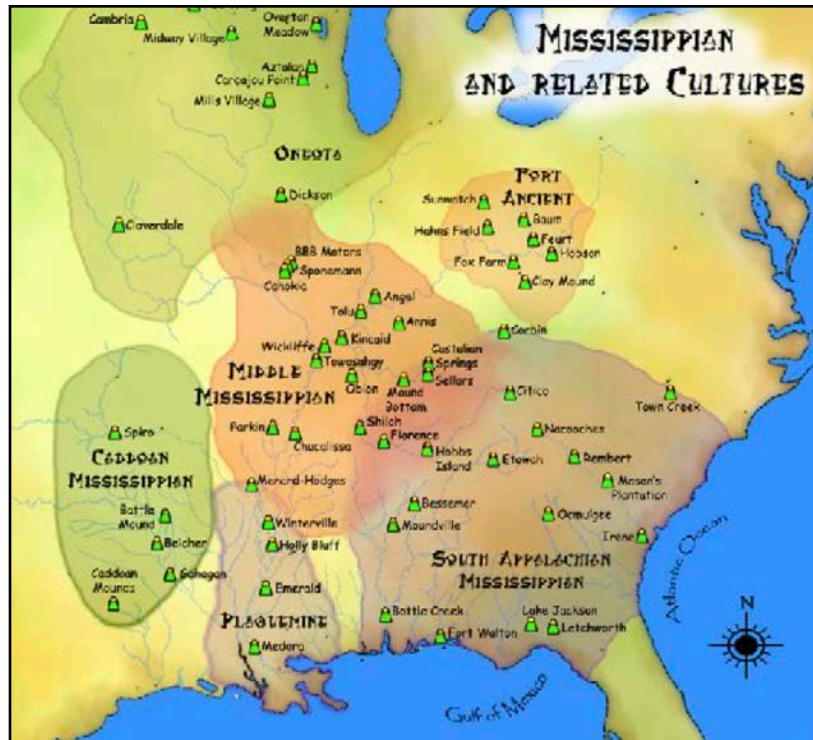 Mississippian
and related Cultures
Cambria
Midway Village
Overton
Meadow
Aztalan
Carcajou Point
Mills Village
Oneota
Dickson
Cloverdale
Fort
Ancient
Sunwatch
Baum
Hahns Field
Feurt
Hobson
Fox Farm
Clay Mound
BBB Motors
Sponemann
Cahokia
Angel
Tolu
Annis
Corbin
Kincaid
Wickliffe
Castalian
Springs
Towosahgy
Sellars
Middle
Mississippian
Obion
Mound
Bottom
Citico
Town Creek
Parkin
Shiloh
Chucalissa
Florence
Nacoochee
Spiro
Hobbs
Island
Etowah
Rembert
Caddoan
Mississippian
Menard-Hodges
Mason's
Plantation
Battle
Mound
Winterville
Bessemer
Moundville
Ocmulgee
Belcher
Holly Bluff
Irene
Atlantic Ocean
South Appalachian
Mississippian
Gahagan
Caddoan
Mounds
Emerald
N
Plaquemine
Bottle Creek
Lake Jackson
Letchworth
Fort Walton
Medora
Gulf of Mexico